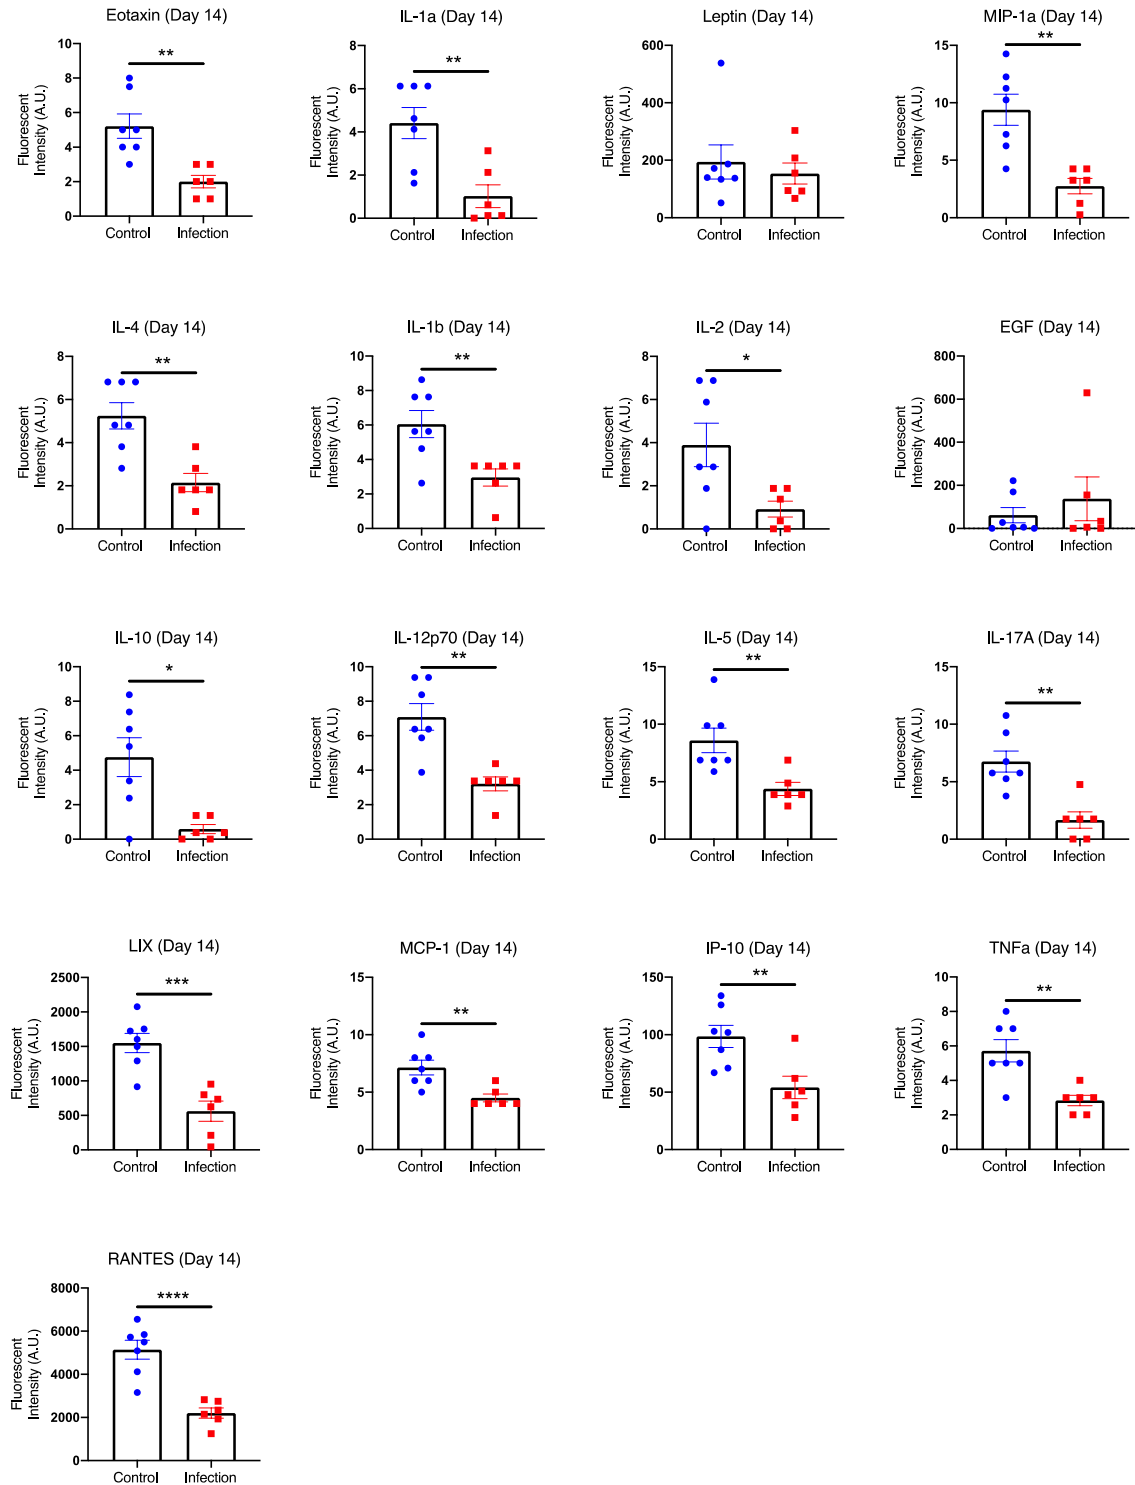 Eotaxin (Day 14)
Fluorescent
Intensity (A.U.)
10
8
6
4
2
0
**
Control
Infection
IL-1a (Day 14)
Fluorescent
Intensity (A.U.)
8
6
4
2
0
**
Control
Infection
Leptin (Day 14)
Fluorescent
Intensity (A.U.)
600
400
200
0
Control
Infection
MIP-1a (Day 14)
Fluorescent
Intensity (A.U.)
15
10
5
0
**
Control
Infection
IL-4 (Day 14)
Fluorescent
Intensity (A.U.)
8
6
4
2
0
**
Control
Infection
IL-1b (Day 14)
Fluorescent
Intensity (A.U.)
10
8
6
4
2
0
**
Control
Infection
IL-2 (Day 14)
Fluorescent
Intensity (A.U.)
8
6
4
2
0
*
Control
Infection
EGF (Day 14)
Fluorescent
Intensity (A.U.)
800
600
400
200
0
Control
Infection
IL-10 (Day 14)
Fluorescent
Intensity (A.U.)
10
8
6
4
2
0
*
Control
Infection
IL-12p70 (Day 14)
Fluorescent
Intensity (A.U.)
10
8
6
4
2
0
**
Control
Infection
IL-5 (Day 14)
Fluorescent
Intensity (A.U.)
15
10
5
0
**
Control
Infection
IL-17A (Day 14)
Fluorescent
Intensity (A.U.)
15
10
5
0
**
Control
Infection
LIX (Day 14)
Fluorescent
Intensity (A.U.)
2500
2000
1500
1000
500
0
***
Control
Infection
MCP-1 (Day 14)
Fluorescent
Intensity (A.U.)
15
10
5
0
**
Control
Infection
IP-10 (Day 14)
Fluorescent
Intensity (A.U.)
150
100
50
0
**
Control
Infection
TNFa (Day 14)
Fluorescent
Intensity (A.U.)
8
6
4
2
0
**
Control
Infection
RANTES (Day 14)
Fluorescent
Intensity (A.U.)
8000
6000
4000
2000
0
****
Control
Infection